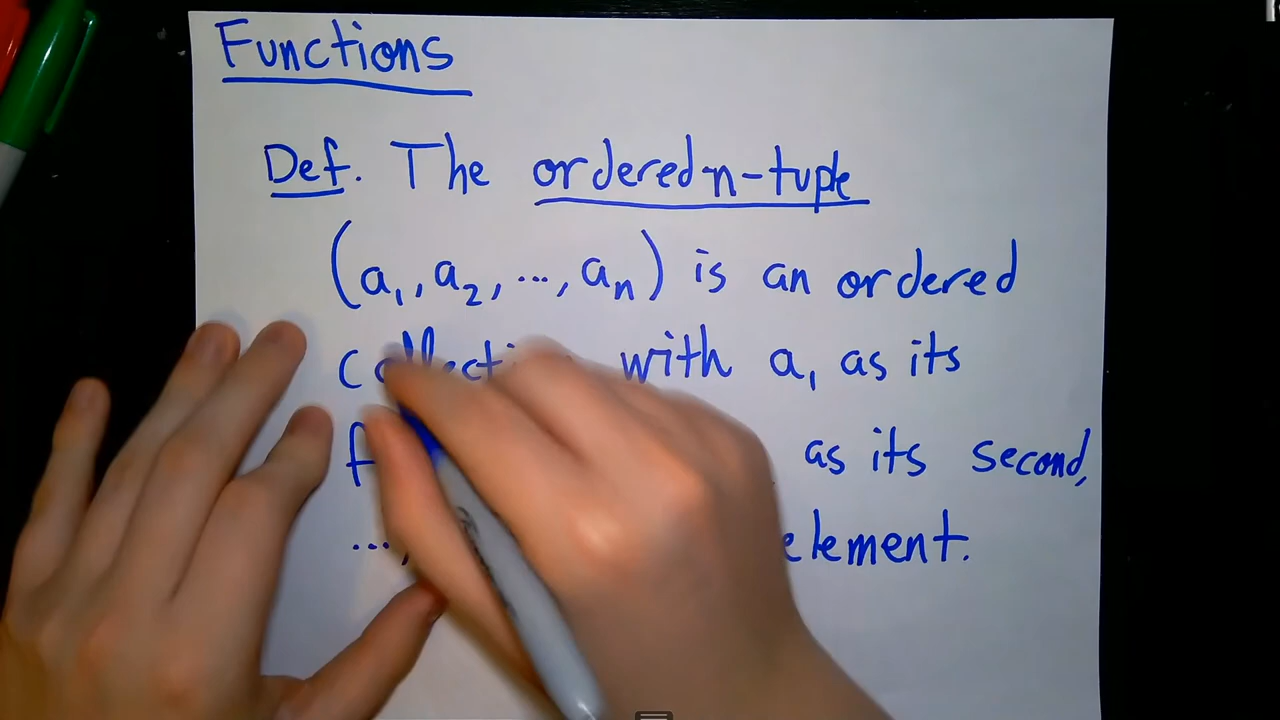 Functions
Def. The ordered-n-tuple
(a₁, a₂, ..., aₙ) is an ordered
with a₁ as its
as its second,
..., element.